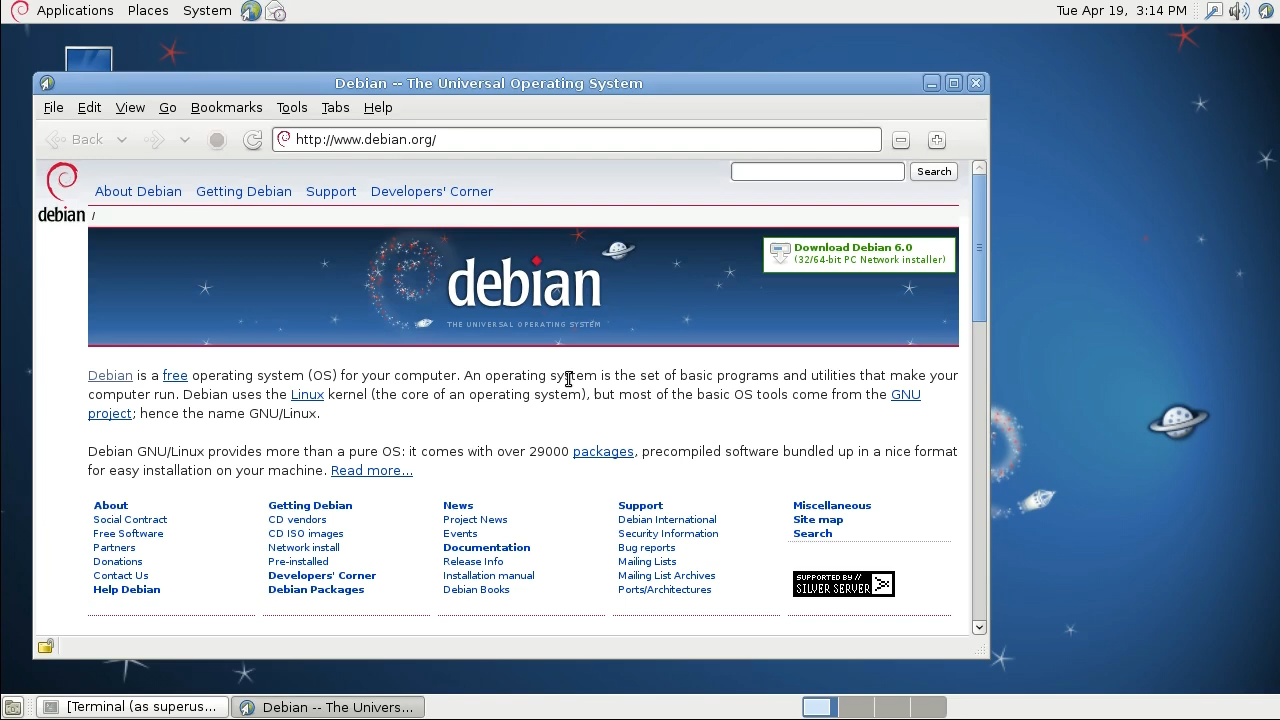 Applications Places System
Tue Apr 19, 3:14 PM
Debian -- The Universal Operating System
File Edit View Go Bookmarks Tools Tabs Help
Back
http://www.debian.org/
Search
About Debian Getting Debian Support Developers' Corner
debian /
debian
THE UNIVERSAL OPERATING SYSTEM
Download Debian 6.0
(32/64-bit PC Network installer)
Debian is a free operating system (OS) for your computer. An operating system is the set of basic programs and utilities that make your
computer run. Debian uses the Linux kernel (the core of an operating system), but most of the basic OS tools come from the GNU
project; hence the name GNU/Linux.
Debian GNU/Linux provides more than a pure OS: it comes with over 29000 packages, precompiled software bundled up in a nice format
for easy installation on your machine. Read more...
About
Social Contract
Free Software
Partners
Donations
Contact Us
Help Debian
Getting Debian
CD vendors
CD ISO images
Network install
Pre-installed
Developers' Corner
Debian Packages
News
Project News
Events
Documentation
Release Info
Installation manual
Debian Books
Support
Debian International
Security Information
Bug reports
Mailing Lists
Mailing List Archives
Ports/Architectures
Miscellaneous
Site map
Search
SUPPORTED BY //
SILVER SERVER
[Terminal (as superus...
Debian -- The Univers...